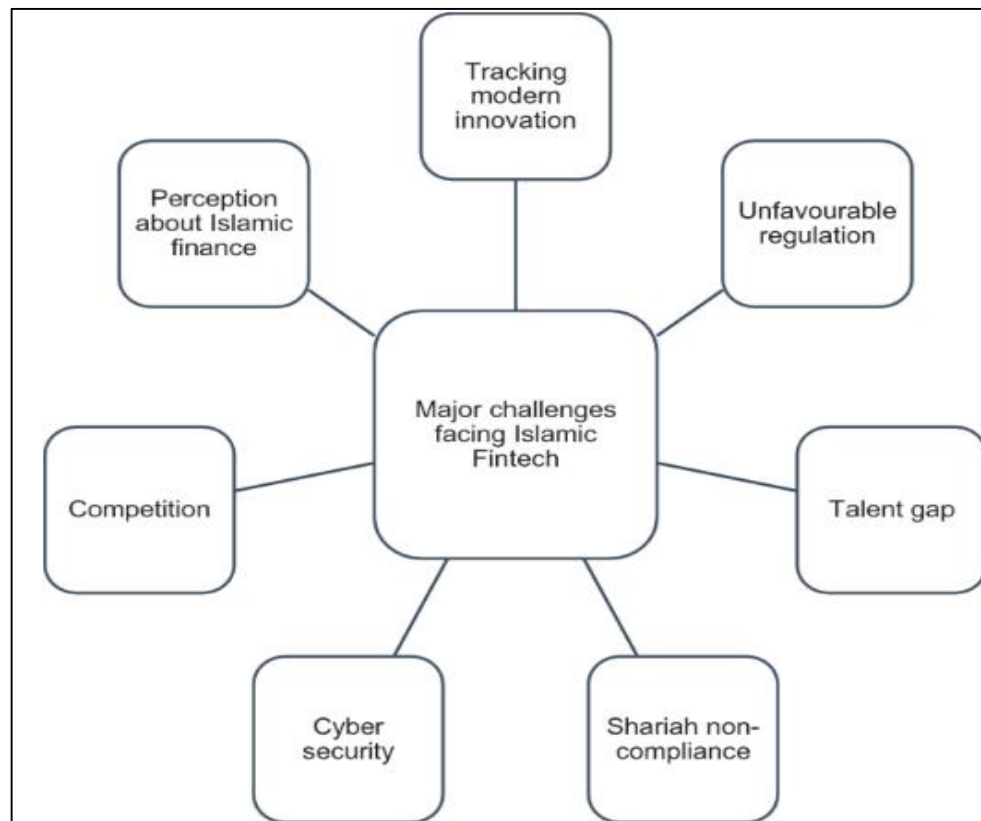 Tracking
modern
innovation
Perception
about Islamic
finance
Unfavourable
regulation
Major challenges
facing Islamic
Fintech
Competition
Talent gap
Cyber
security
Shariah non-
compliance